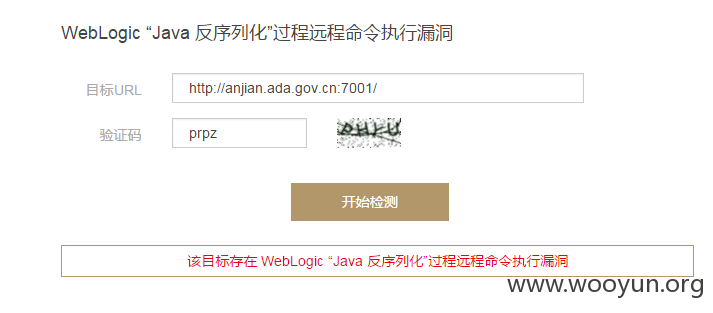 WebLogic “Java 反序列化”过程远程命令执行漏洞
目标URL http://anjian.ada.gov.cn:7001/
验证码 prpz
开始检测
该目标存在 WebLogic “Java 反序列化”过程远程命令执行漏洞
www.wooyun.org